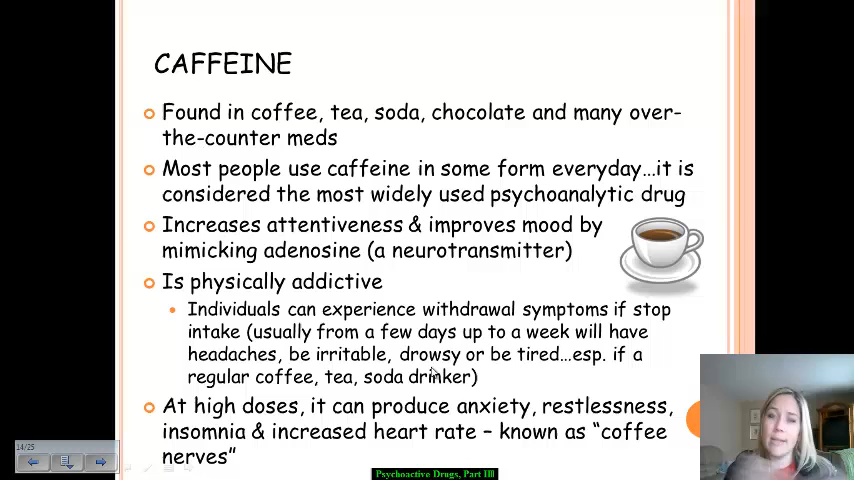 CAFFEINE
Found in coffee, tea, soda, chocolate and many over-
the-counter meds
Most people use caffeine in some form everyday…it is
considered the most widely used psychoanalytic drug
Increases attentiveness & improves mood by
mimicking adenosine (a neurotransmitter)
Is physically addictive
Individuals can experience withdrawal symptoms if stop
intake (usually from a few days up to a week will have
headaches, be irritable, drowsy or be tired…esp. if a
regular coffee, tea, soda drinker)
At high doses, it can produce anxiety, restlessness,
insomnia & increased heart rate – known as “coffee
nerves”
14/25
Psychoactive Drugs, Part III